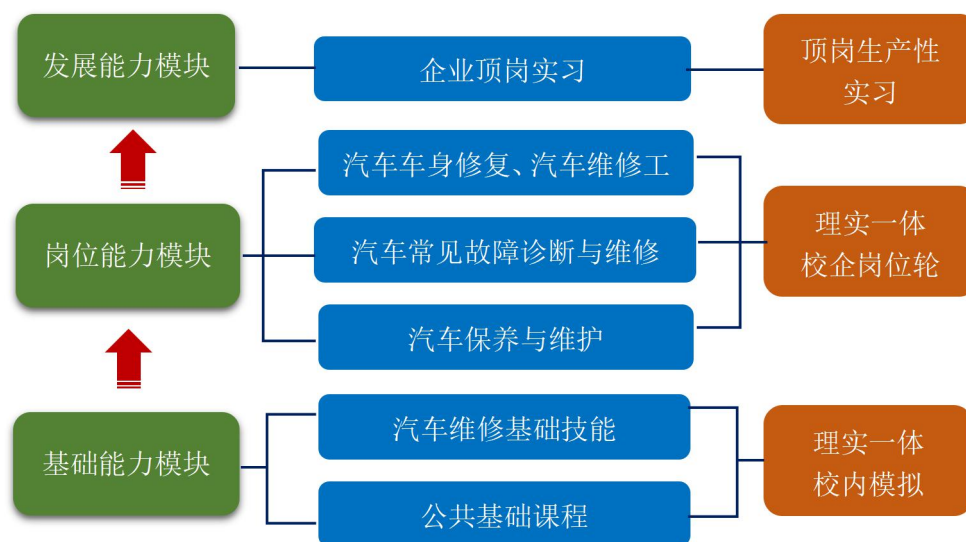 发展能力模块
企业顶岗实习
顶岗生产性
实习
汽车车身修复、汽车维修工
岗位能力模块
汽车常见故障诊断与维修
理实一体
校企岗位轮
汽车保养与维护
汽车维修基础技能
基础能力模块
理实一体
校内模拟
公共基础课程